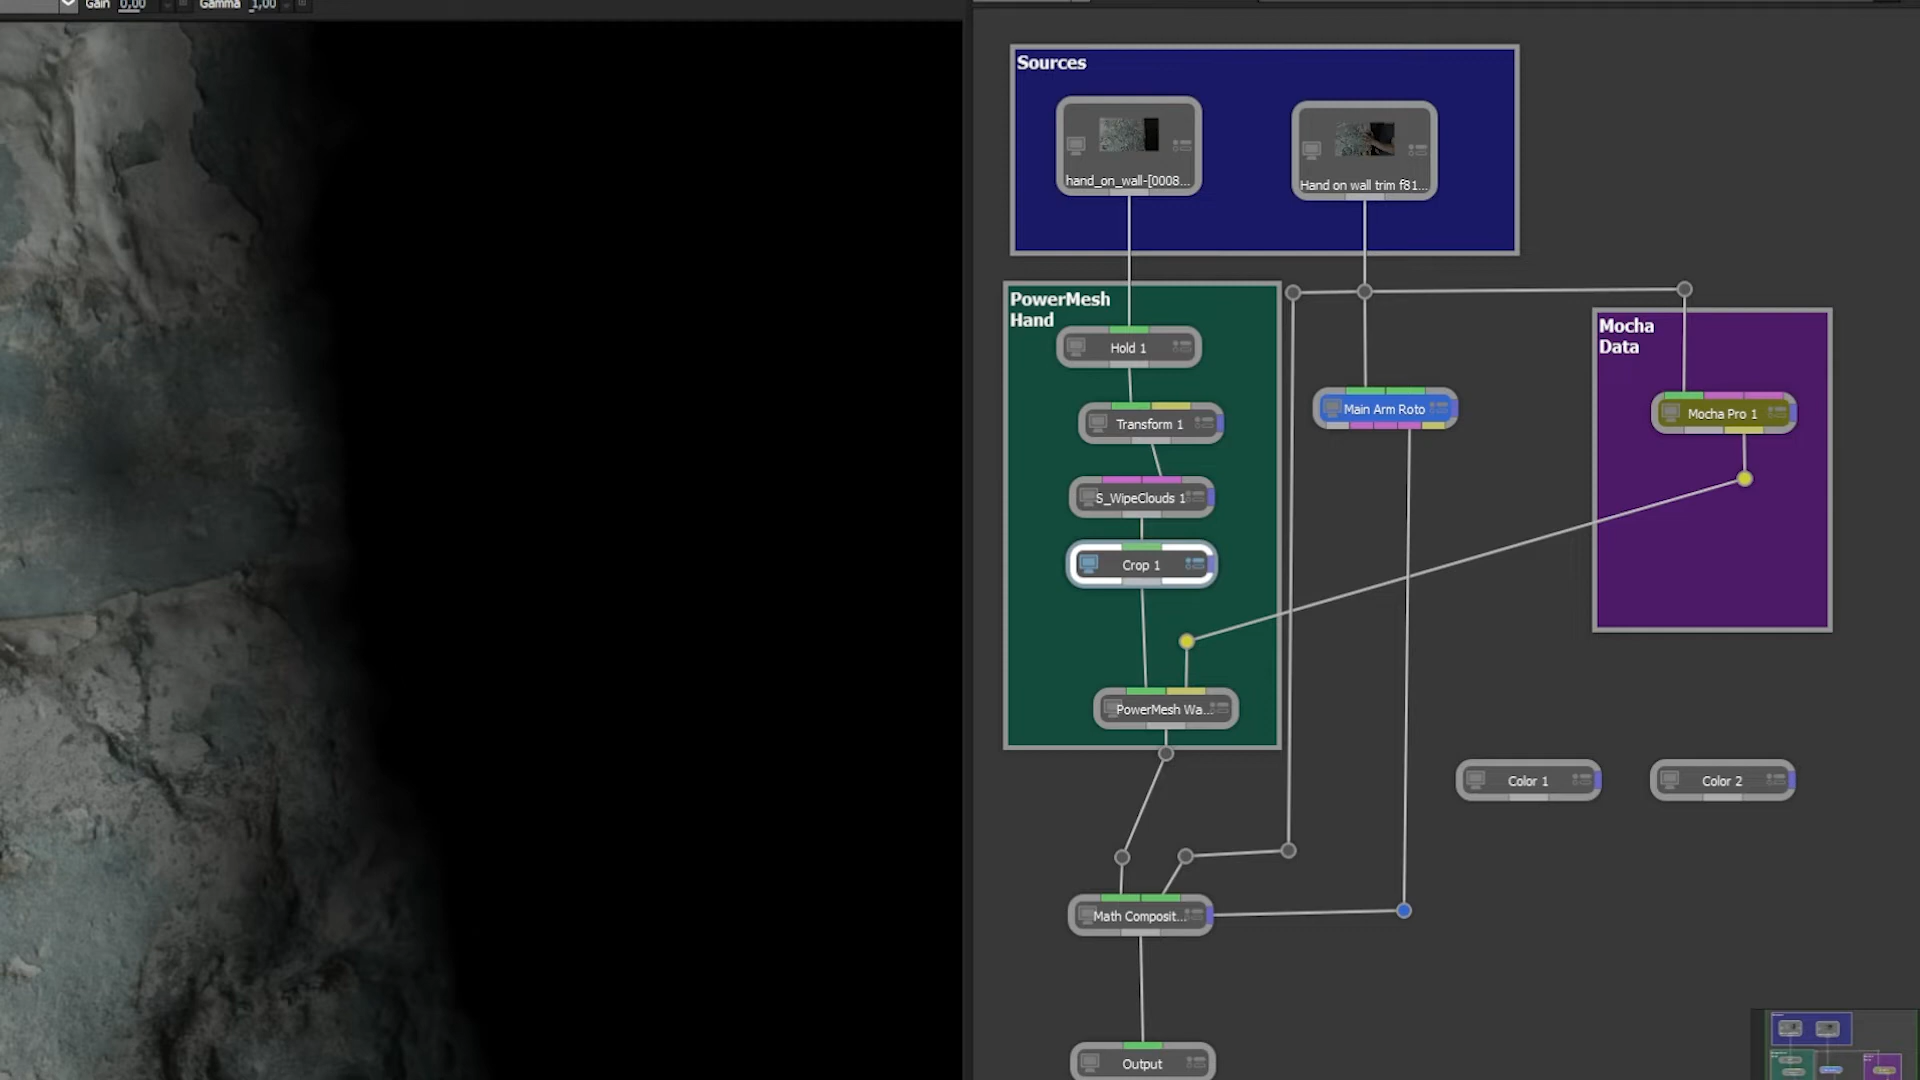 Gain 0,00 Gamma 1,00
Sources
hand_on_wall-[0008...
Hand on wall trim f81...
PowerMesh
Hand
Hold 1
Mocha
Data
Transform 1
Main Arm Roto
Mocha Pro 1
S_WipeClouds 1
Crop 1
PowerMesh Wa...
Color 1
Color 2
Math Composit...
Output